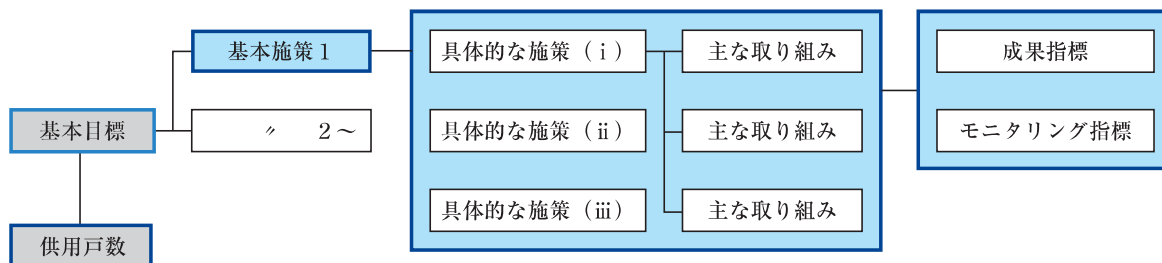 基本施策1
基本目標
〃 2～
供用戸数
具体的な施策（ⅰ）
主な取り組み
具体的な施策（ⅱ）
主な取り組み
具体的な施策（ⅲ）
主な取り組み
成果指標
モニタリング指標